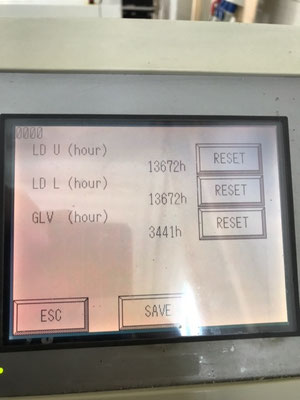 0000
LD U (hour)
13672h
RESET
LD L (hour)
13672h
RESET
GLV (hour)
3441h
RESET
ESC
SAVE